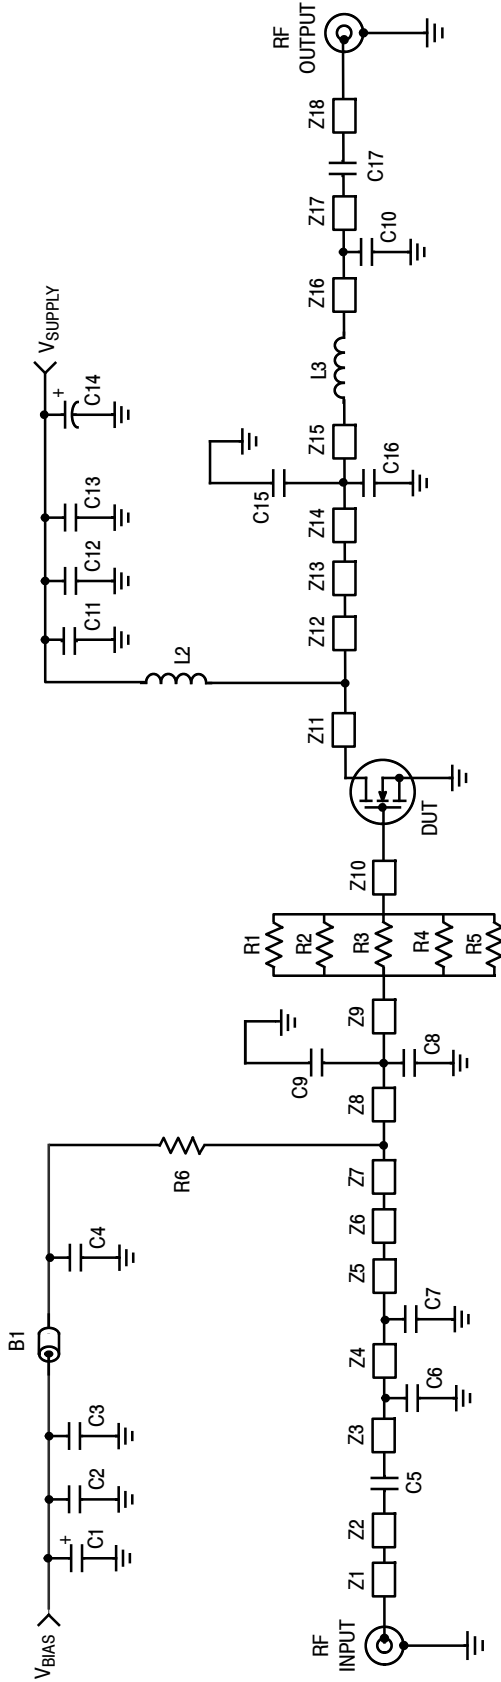 V_BIAS
+
C1
C2
C3
B1
C4
R6
V_SUPPLY
+
C11
C12
C13
C14
L2
RF
INPUT
Z1
Z2
C5
Z3
C6
Z4
C7
Z5
Z6
Z7
Z8
C9
C8
Z9
R1
R2
R3
R4
R5
Z10
DUT
Z11
Z12
Z13
Z14
C15
C16
Z15
L3
Z16
C10
Z17
C17
Z18
RF
OUTPUT